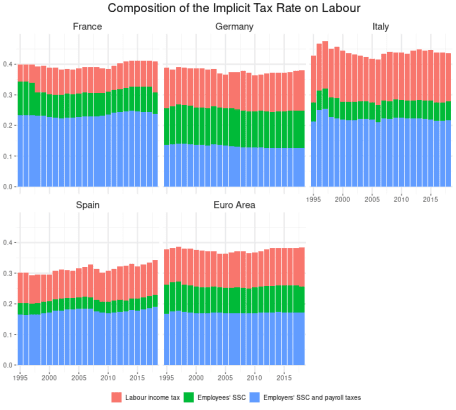 Composition of the Implicit Tax Rate on Labour
France Germany Italy
0.4
0.3
0.2
0.1
0.0
1995 2000 2005 2010 2015
Spain Euro Area
0.4
0.3
0.2
0.1
0.0
1995 2000 2005 2010 2015 1995 2000 2005 2010 2015
Labour income tax Employees' SSC Employers' SSC and payroll taxes